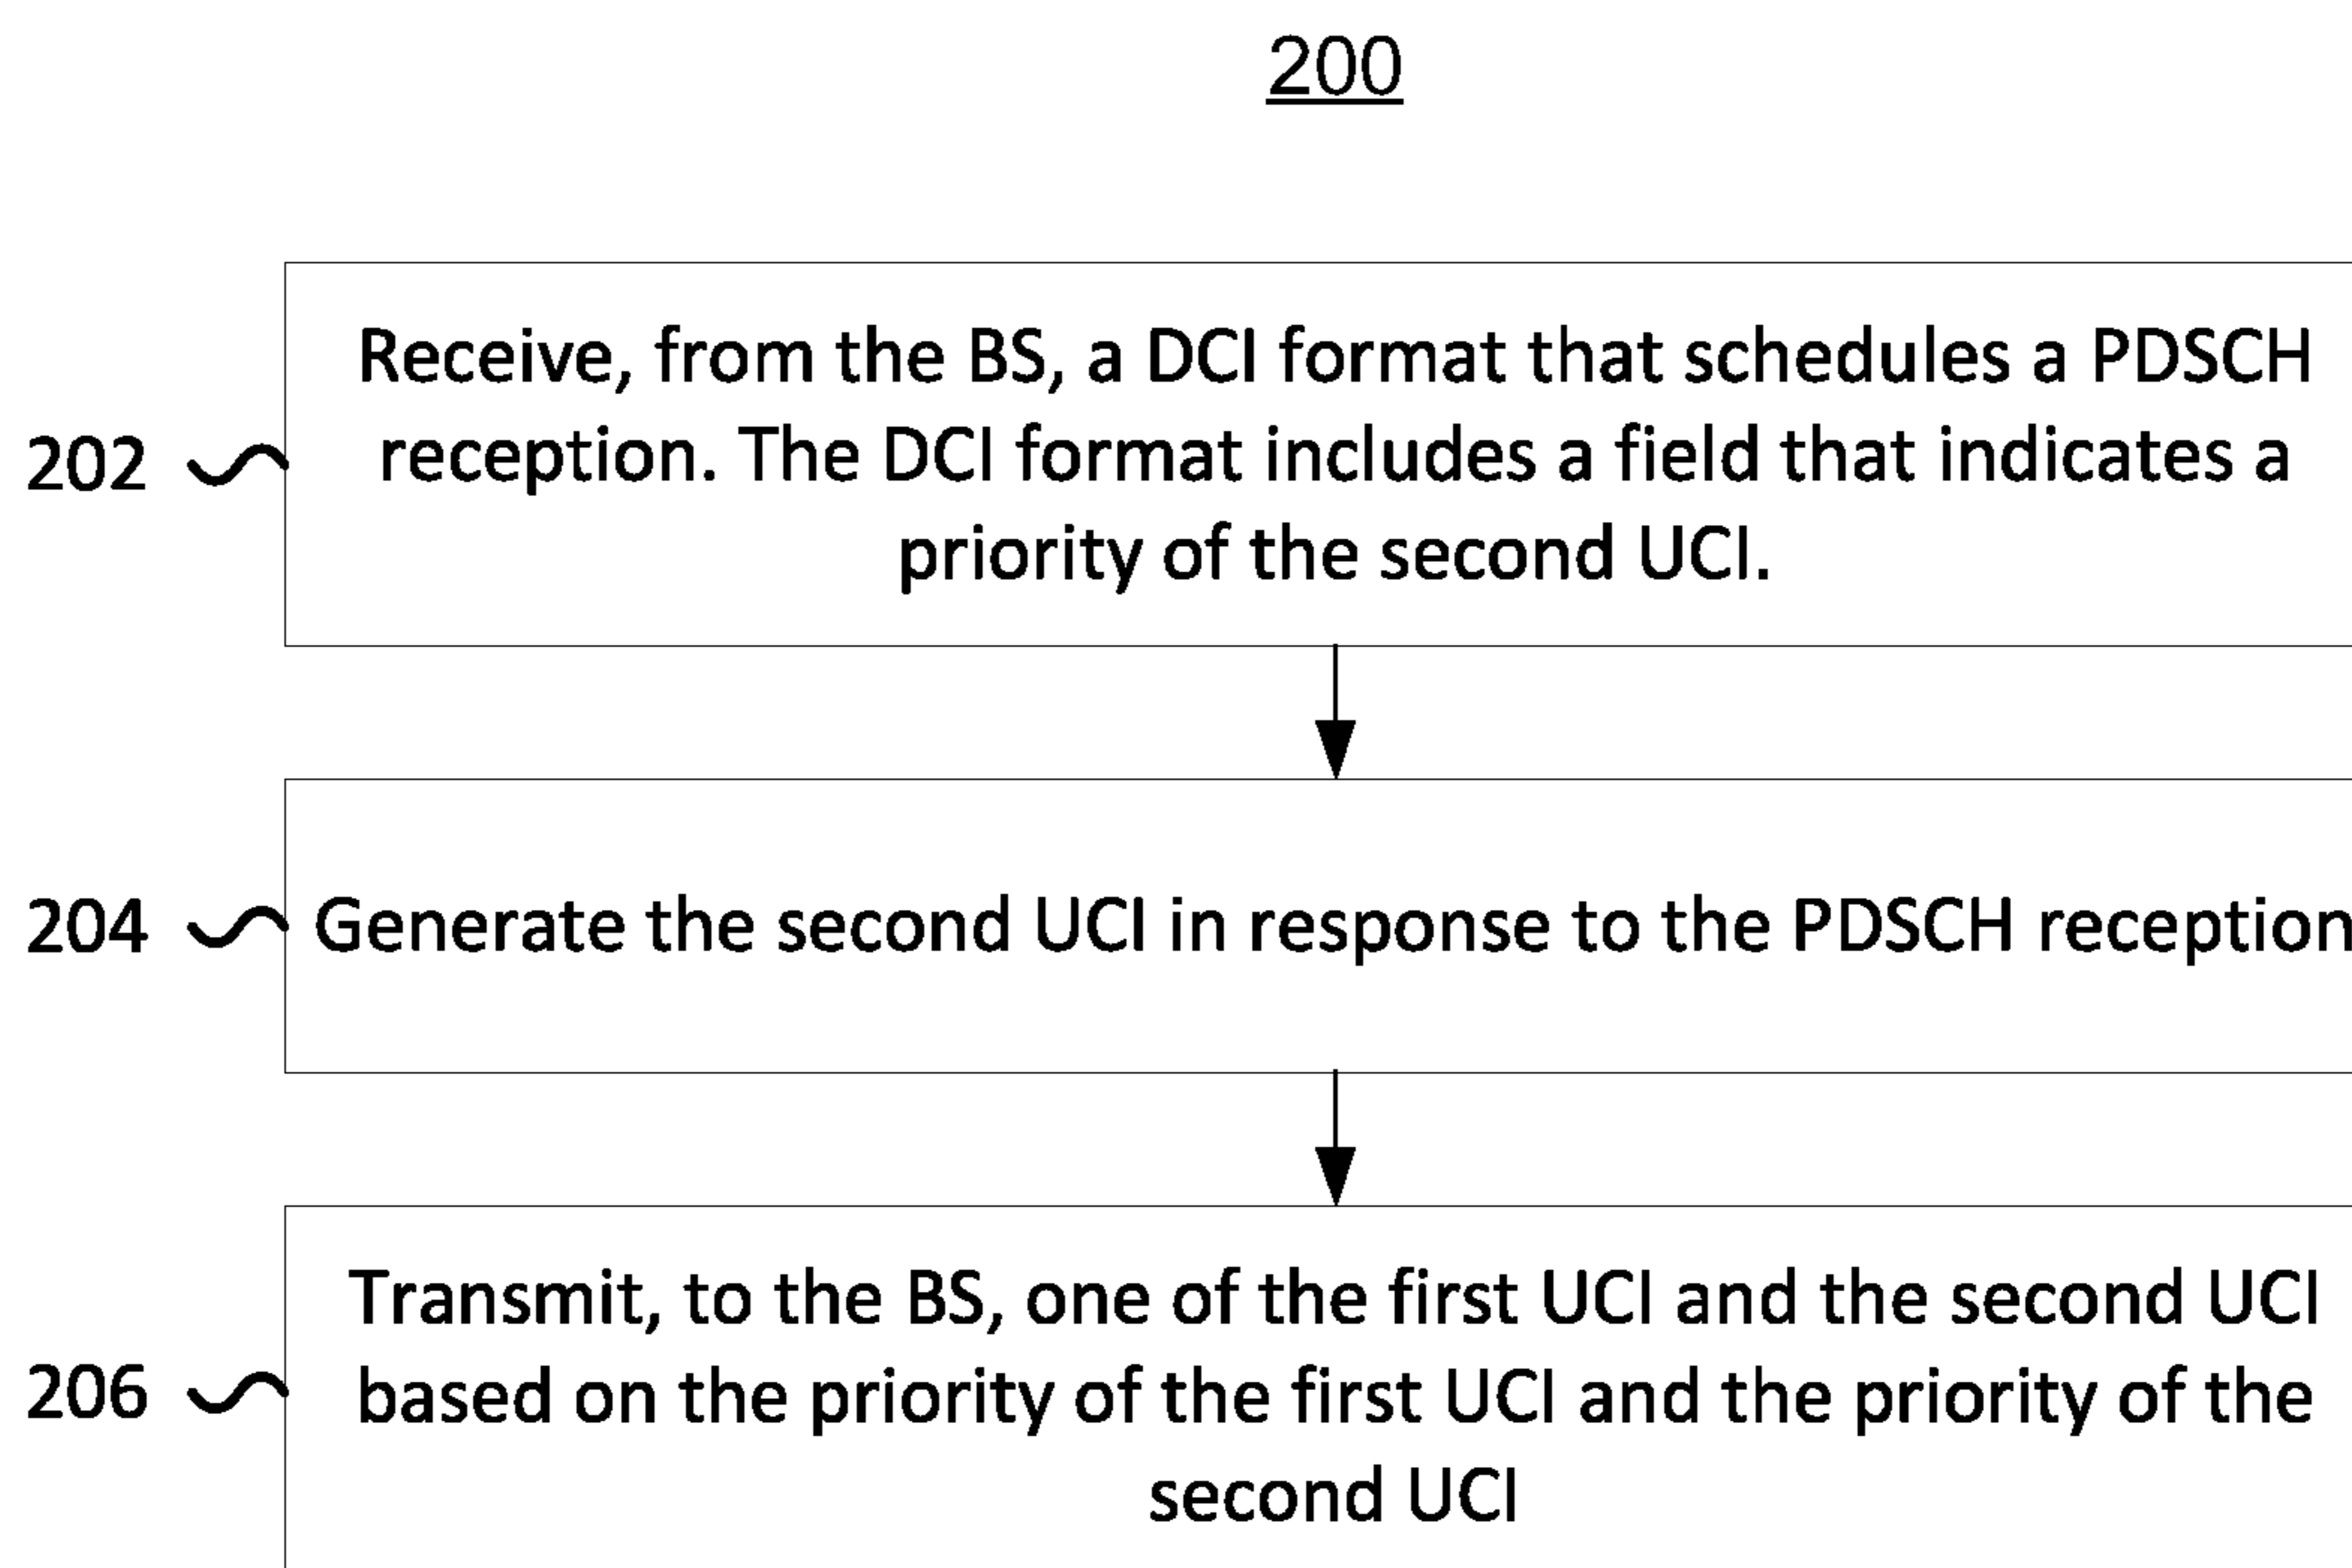 200
Receive, from the BS, a DCI format that schedules a PDSCH
202
reception. The DCI format includes a field that indicates a
priority of the second UCI.
204
Generate the second UCI in response to the PDSCH reception
Transmit, to the BS, one of the first UCI and the second UCI
206
based on the priority of the first UCI and the priority of the
second UCI